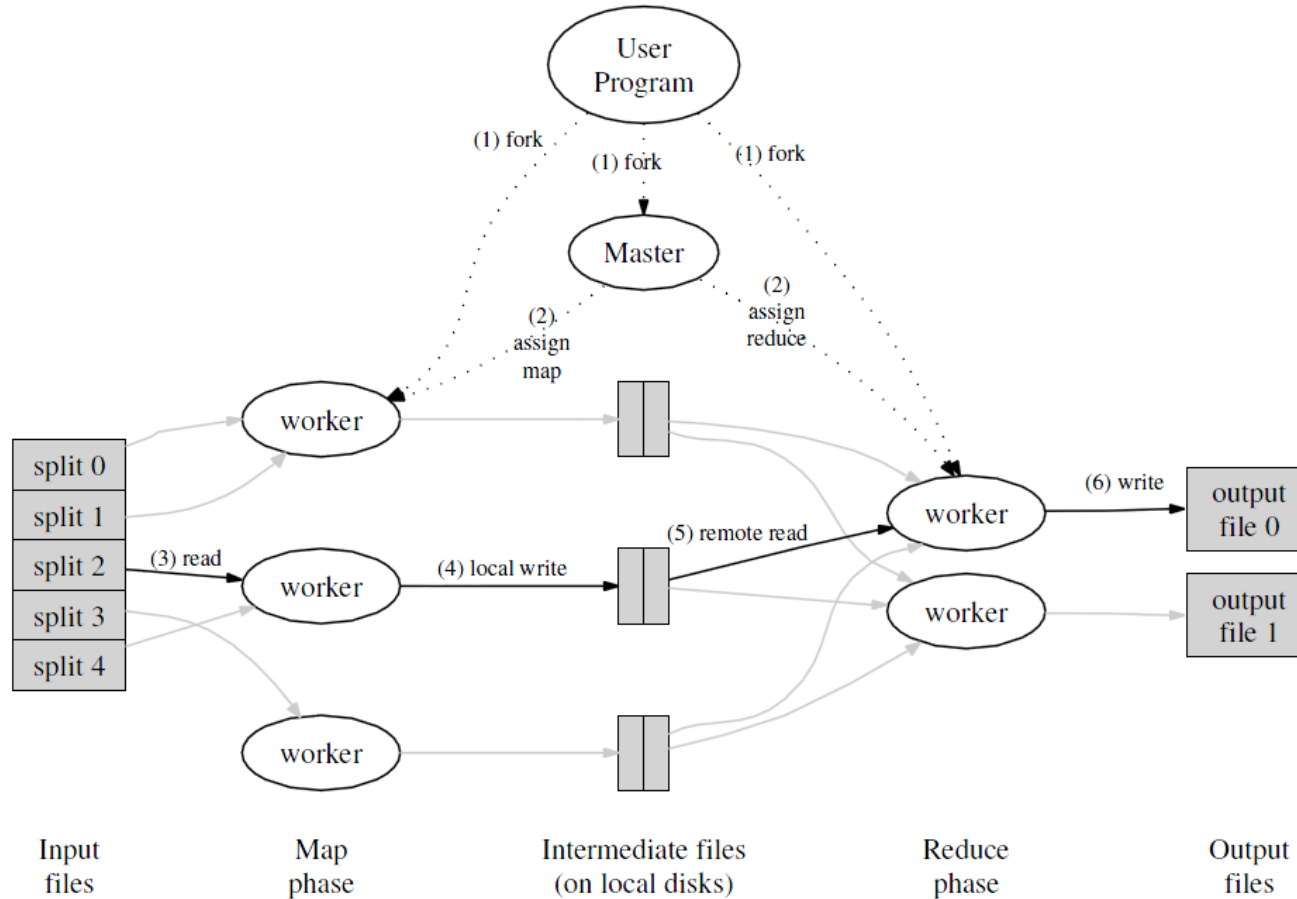 User
Program
(1) fork
(1) fork
(1) fork
Master
(2)
assign
map
(2)
assign
reduce
worker
split 0
split 1
split 2
split 3
split 4
(3) read
worker
(4) local write
(5) remote read
worker
(6) write
output
file 0
worker
output
file 1
worker
Input
files
Map
phase
Intermediate files
(on local disks)
Reduce
phase
Output
files